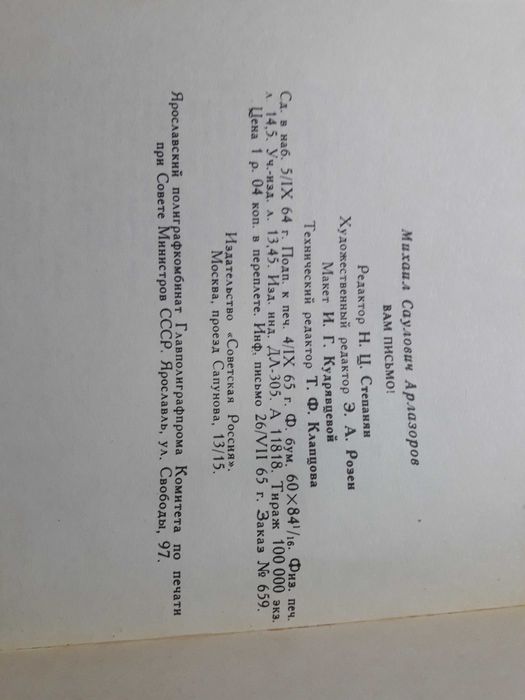 Михаил Саулович Арлазоров
ВАМ ПИСЬМО!
Редактор Н. Ц. Степанян
Художественный редактор Э. А. Розен
Макет И. Г. Кудрявцевой
Технический редактор Т. Ф. Клапцова
Сд. в наб. 5/IX 64 г. Подп. к печ. 4/IX 65 г. Ф. бум. 60×84¹/₁₆. Физ. печ.
л. 14,5. Уч.-изд. л. 13,45. Изд. инд. ДЛ-305. А 11818. Тираж 100 000 экз.
Цена 1 р. 04 коп. в переплете. Инф. письмо 26/VII 65 г. Заказ № 659.
Издательство «Советская Россия».
Москва, проезд Сапунова, 13/15.
Ярославский полиграфкомбинат Главполиграфпрома Комитета по печати
при Совете Министров СССР. Ярославль, ул. Свободы, 97.